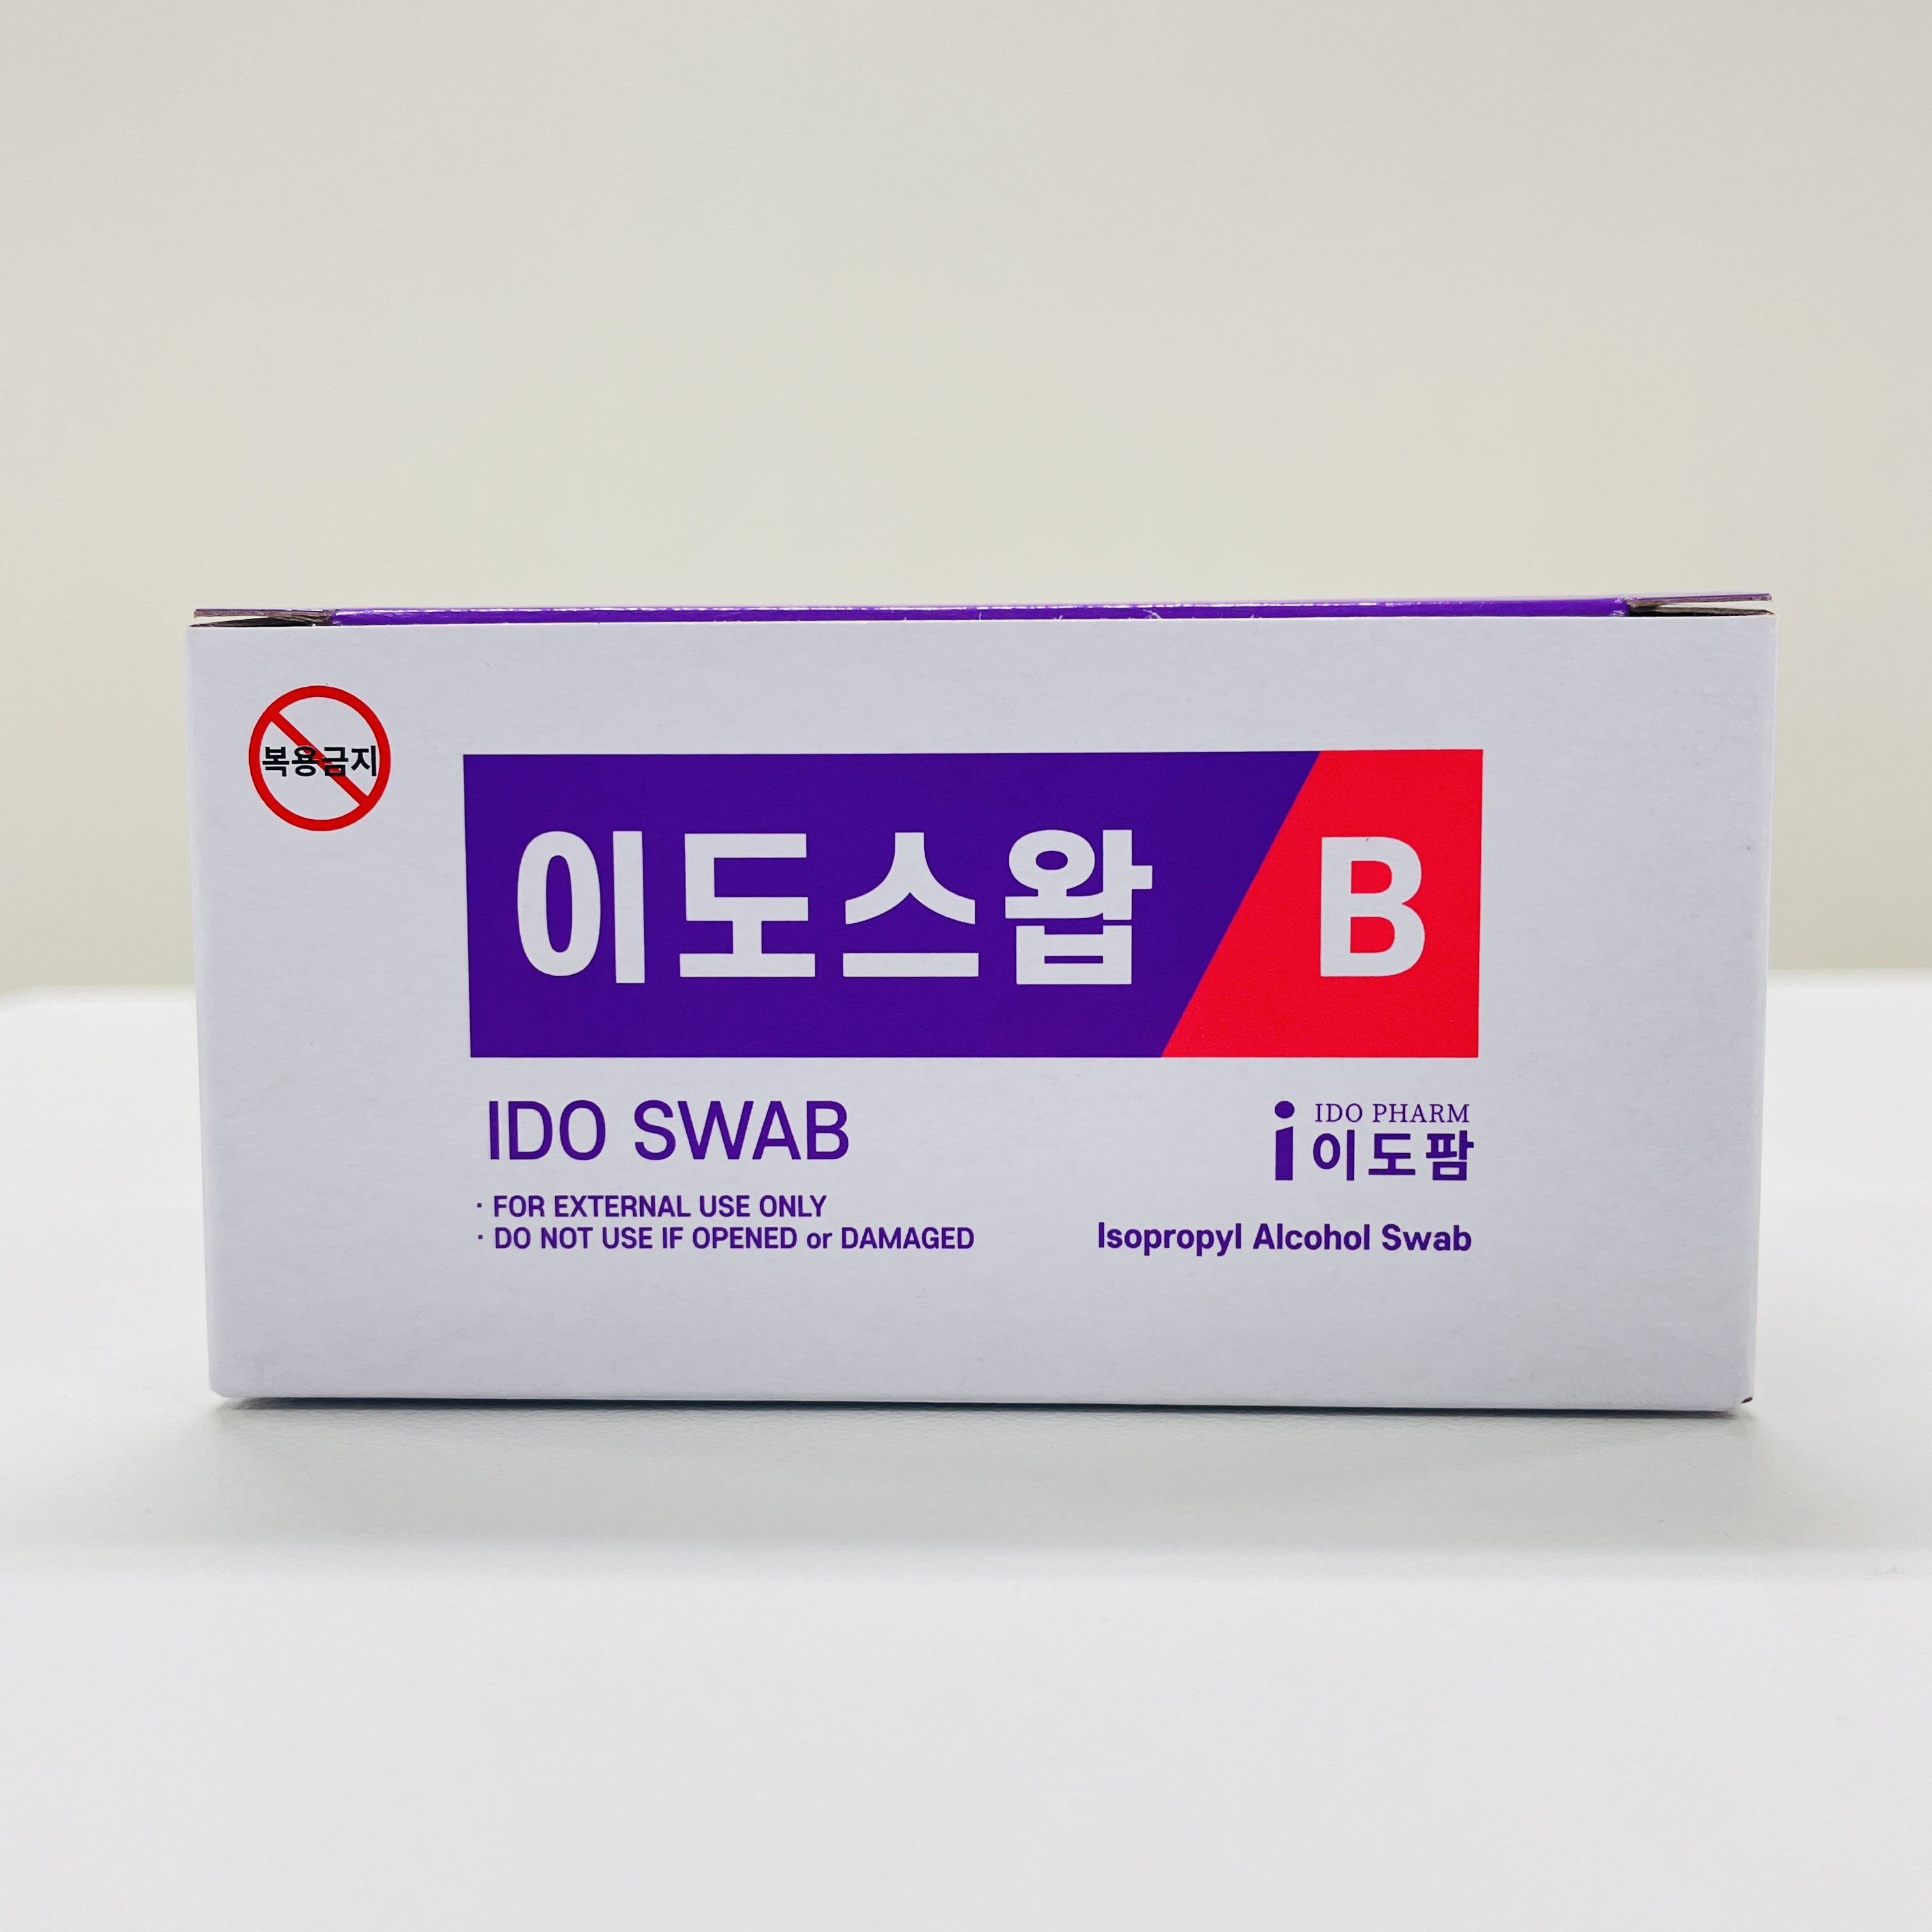 복용금지
이도스왑 B
IDO SWAB
· FOR EXTERNAL USE ONLY
· DO NOT USE IF OPENED or DAMAGED
i IDO PHARM
이도팜
Isopropyl Alcohol Swab